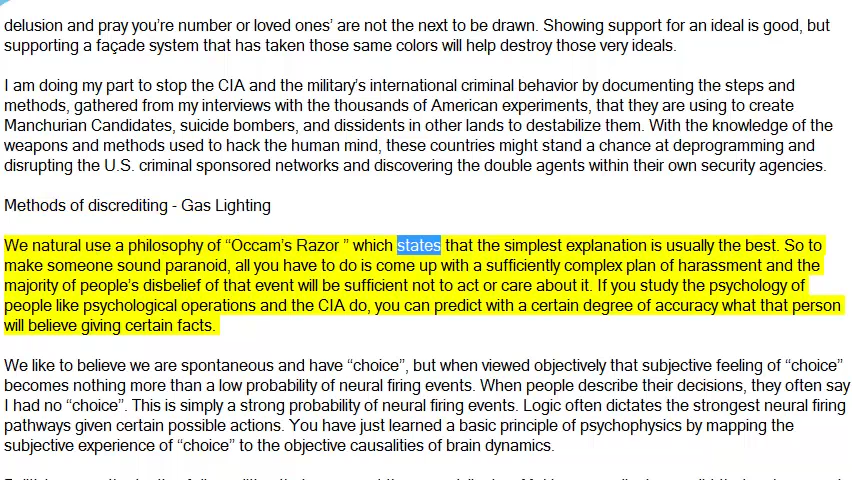 delusion and pray you're number or loved ones' are not the next to be drawn. Showing support for an ideal is good, but
supporting a façade system that has taken those same colors will help destroy those very ideals.
I am doing my part to stop the CIA and the military's international criminal behavior by documenting the steps and
methods, gathered from my interviews with the thousands of American experiments, that they are using to create
Manchurian Candidates, suicide bombers, and dissidents in other lands to destabilize them. With the knowledge of the
weapons and methods used to hack the human mind, these countries might stand a chance at deprogramming and
disrupting the U.S. criminal sponsored networks and discovering the double agents within their own security agencies.
Methods of discrediting - Gas Lighting
We natural use a philosophy of “Occam's Razor ” which states that the simplest explanation is usually the best. So to
make someone sound paranoid, all you have to do is come up with a sufficiently complex plan of harassment and the
majority of people's disbelief of that event will be sufficient not to act or care about it. If you study the psychology of
people like psychological operations and the CIA do, you can predict with a certain degree of accuracy what that person
will believe giving certain facts.
We like to believe we are spontaneous and have “choice”, but when viewed objectively that subjective feeling of “choice”
becomes nothing more than a low probability of neural firing events. When people describe their decisions, they often say
I had no “choice”. This is simply a strong probability of neural firing events. Logic often dictates the strongest neural firing
pathways given certain possible actions. You have just learned a basic principle of psychophysics by mapping the
subjective experience of “choice” to the objective causalities of brain dynamics.